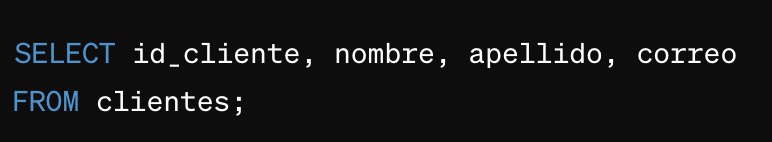 SELECT id_cliente, nombre, apellido, correo
FROM clientes;